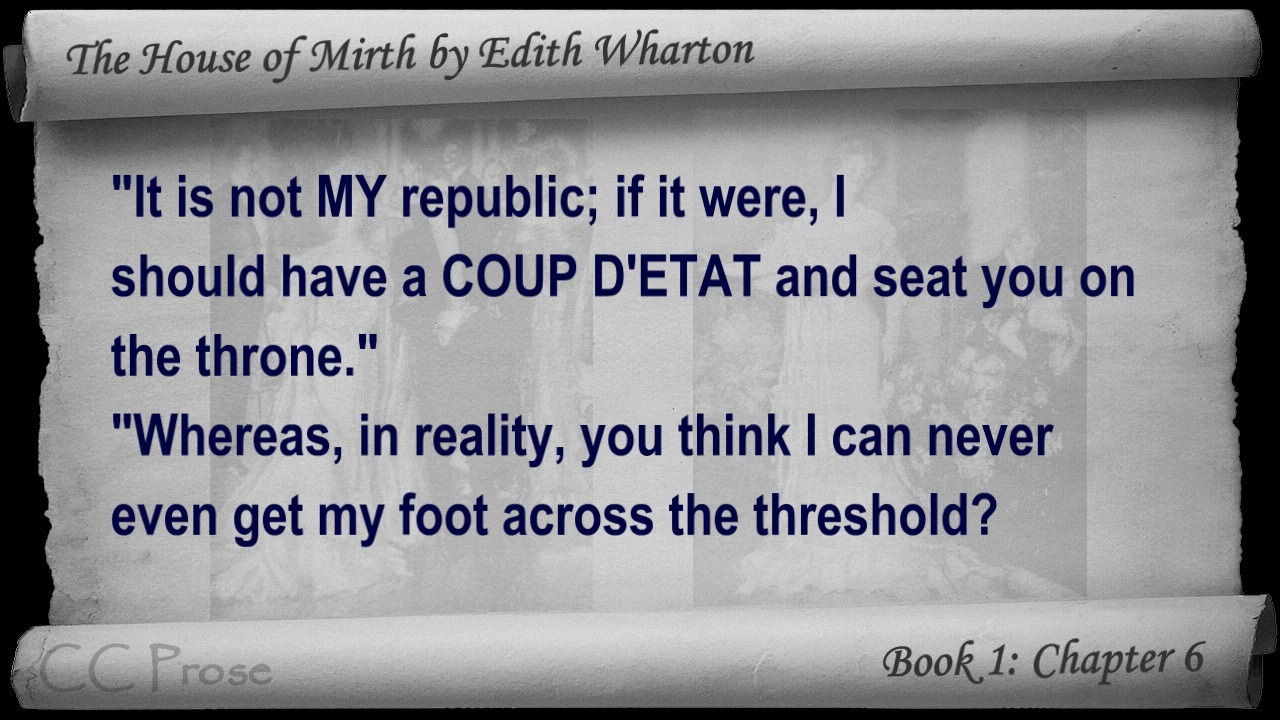 The House of Mirth by Edith Wharton
"It is not MY republic; if it were, I
should have a COUP D'ETAT and seat you on
the throne."
"Whereas, in reality, you think I can never
even get my foot across the threshold?
CC Prose
Book 1: Chapter 6